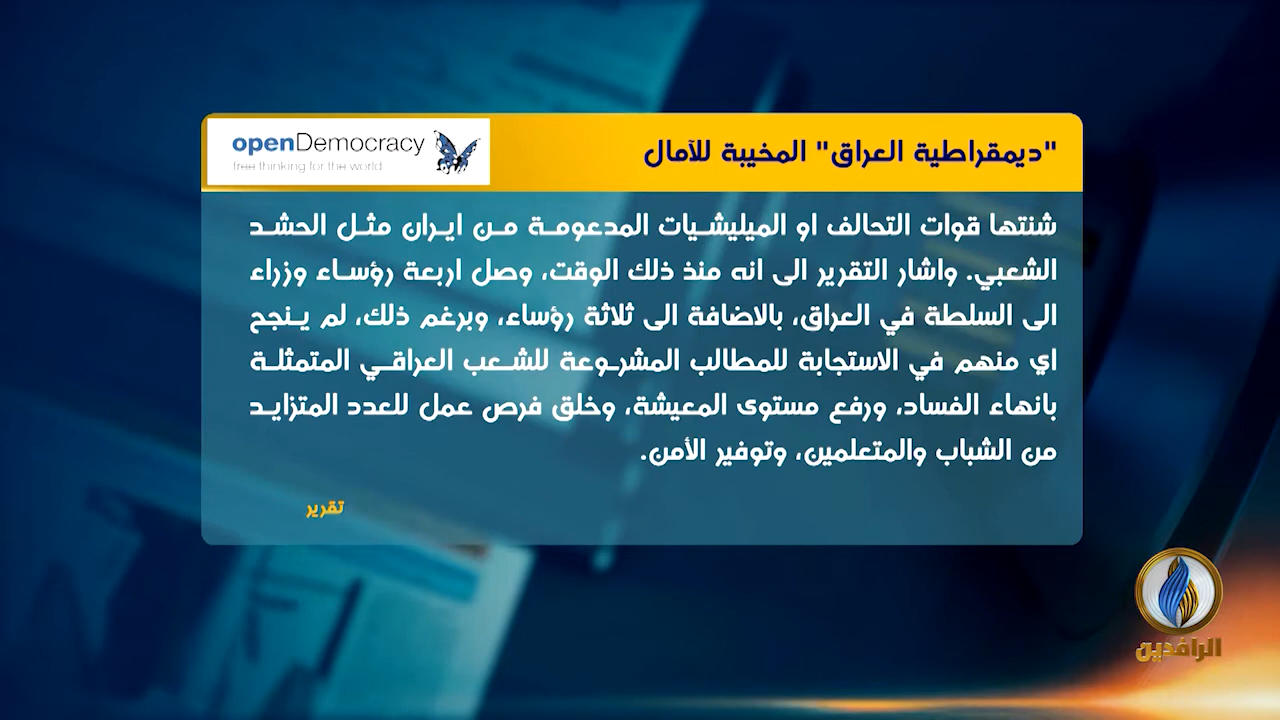 "ديمقراطية العراق" المخيبة للآمال
openDemocracy
free thinking for the world
شنتها قوات التحالف او الميليشيات المدعومة من ايران مثل الحشد
الشعبي. واشار التقرير الى انه منذ ذلك الوقت، وصل اربعة رؤساء وزراء
الى السلطة في العراق، بالاضافة الى ثلاثة رؤساء، وبرغم ذلك، لم ينجح
اي منهم في الاستجابة للمطالب المشروعة للشعب العراقي المتمثلة
بانهاء الفساد، ورفع مستوى المعيشة، وخلق فرص عمل للعدد المتزايد
من الشباب والمتعلمين، وتوفير الأمن.
تقرير
الرافدين